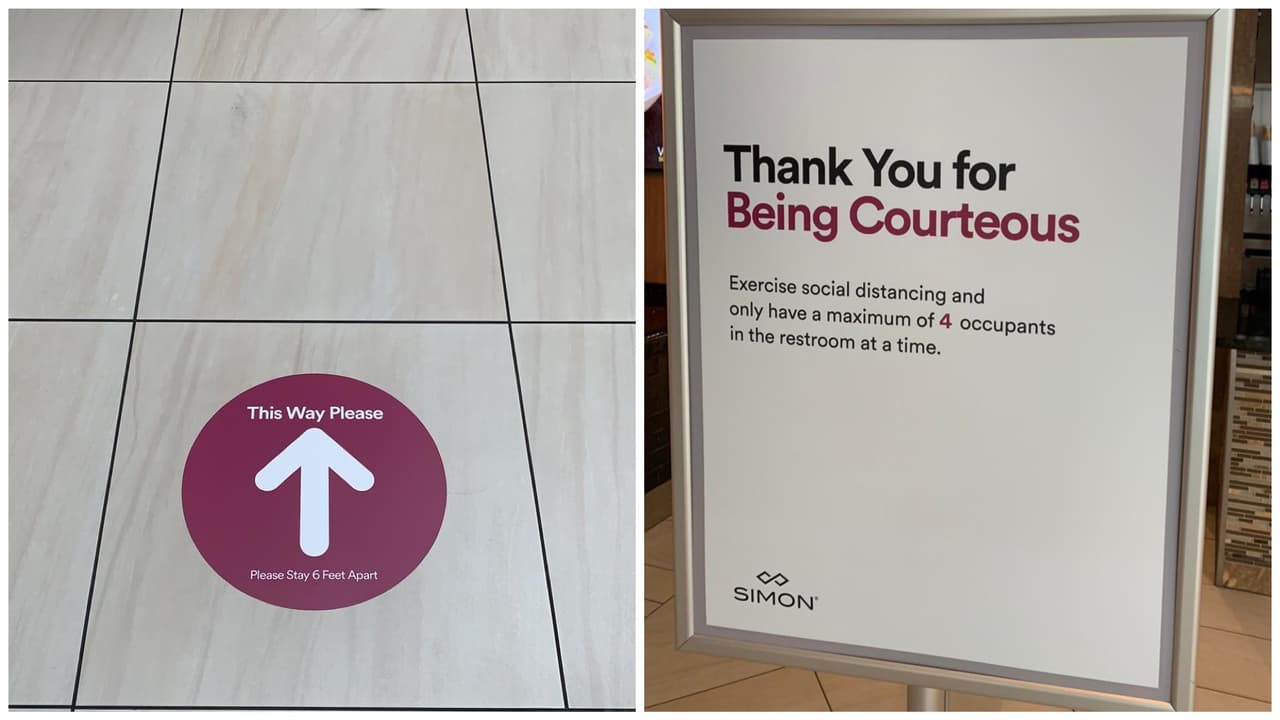 This Way Please
Please Stay 6 Feet Apart
Thank You for
Being Courteous
Exercise social distancing and
only have a maximum of 4 occupants
in the restroom at a time.
SIMON®